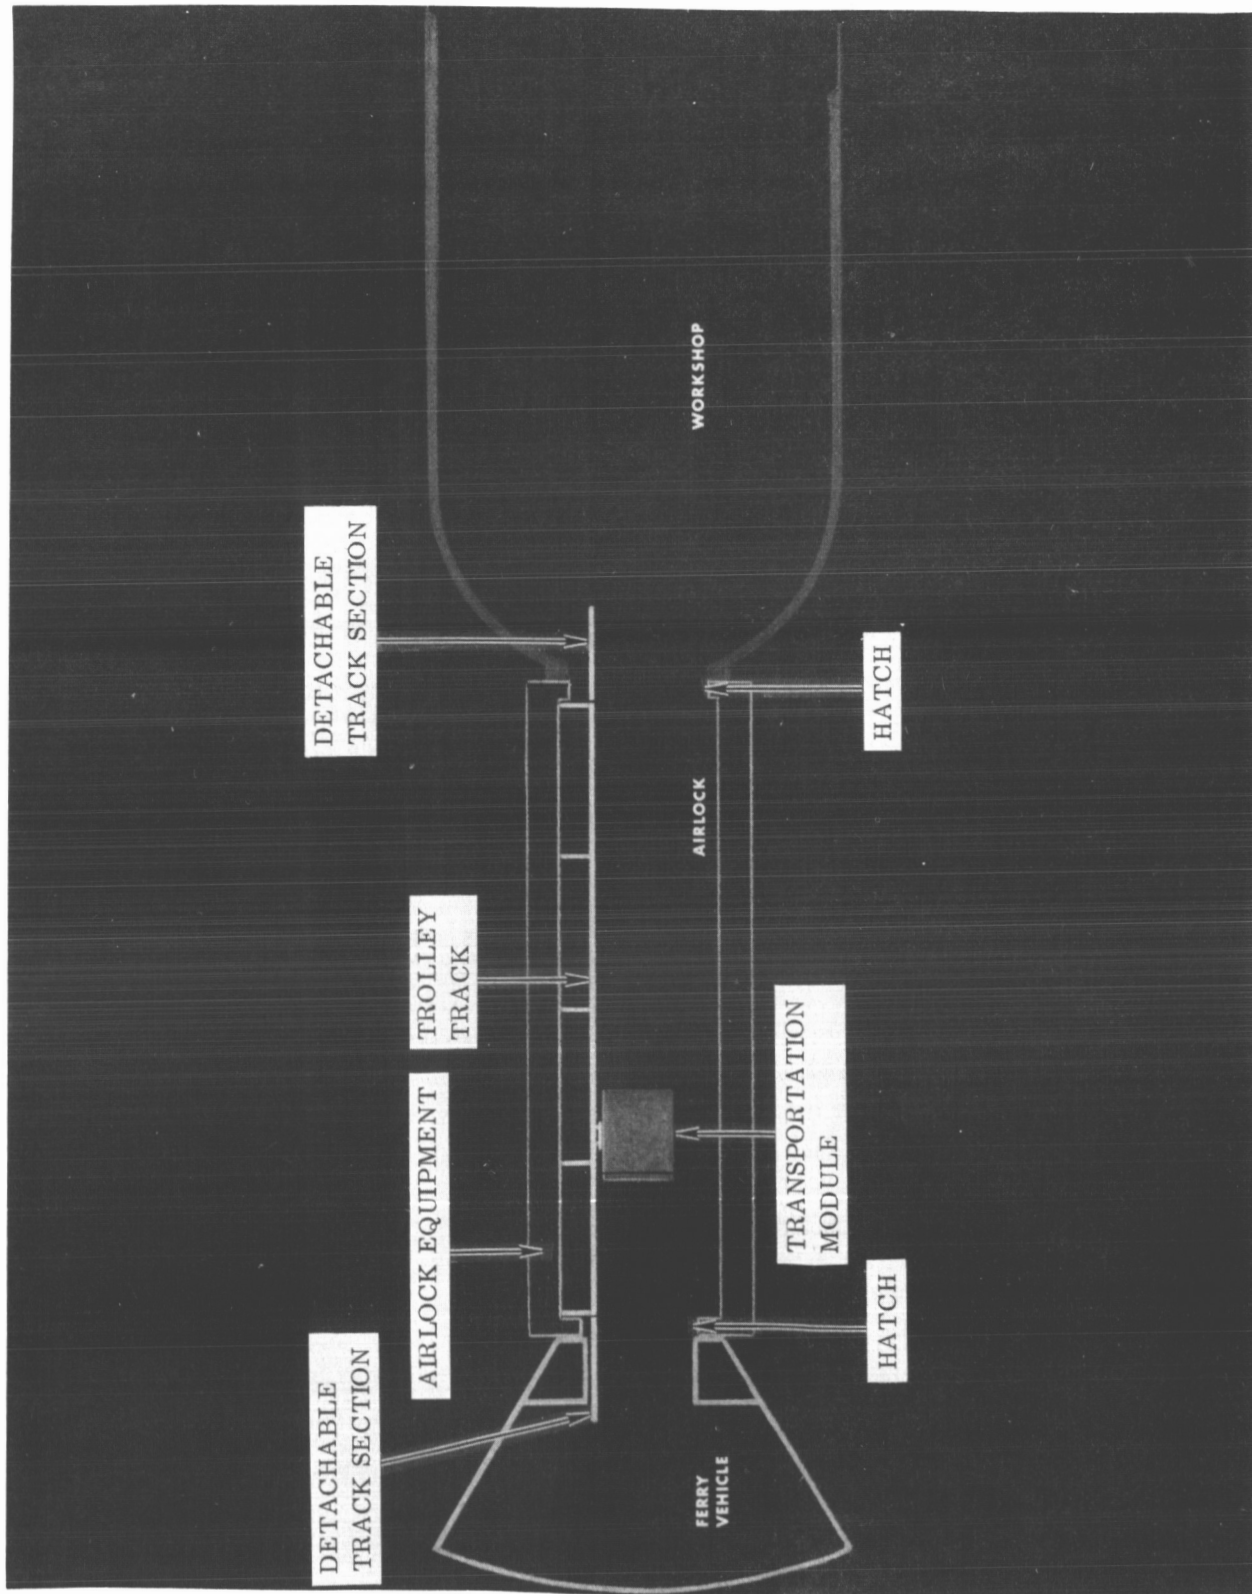 DETACHABLE
TRACK SECTION
AIRLOCK EQUIPMENT
TROLLEY
TRACK
DETACHABLE
TRACK SECTION
FERRY
VEHICLE
AIRLOCK
WORKSHOP
TRANSPORTATION
MODULE
HATCH
HATCH